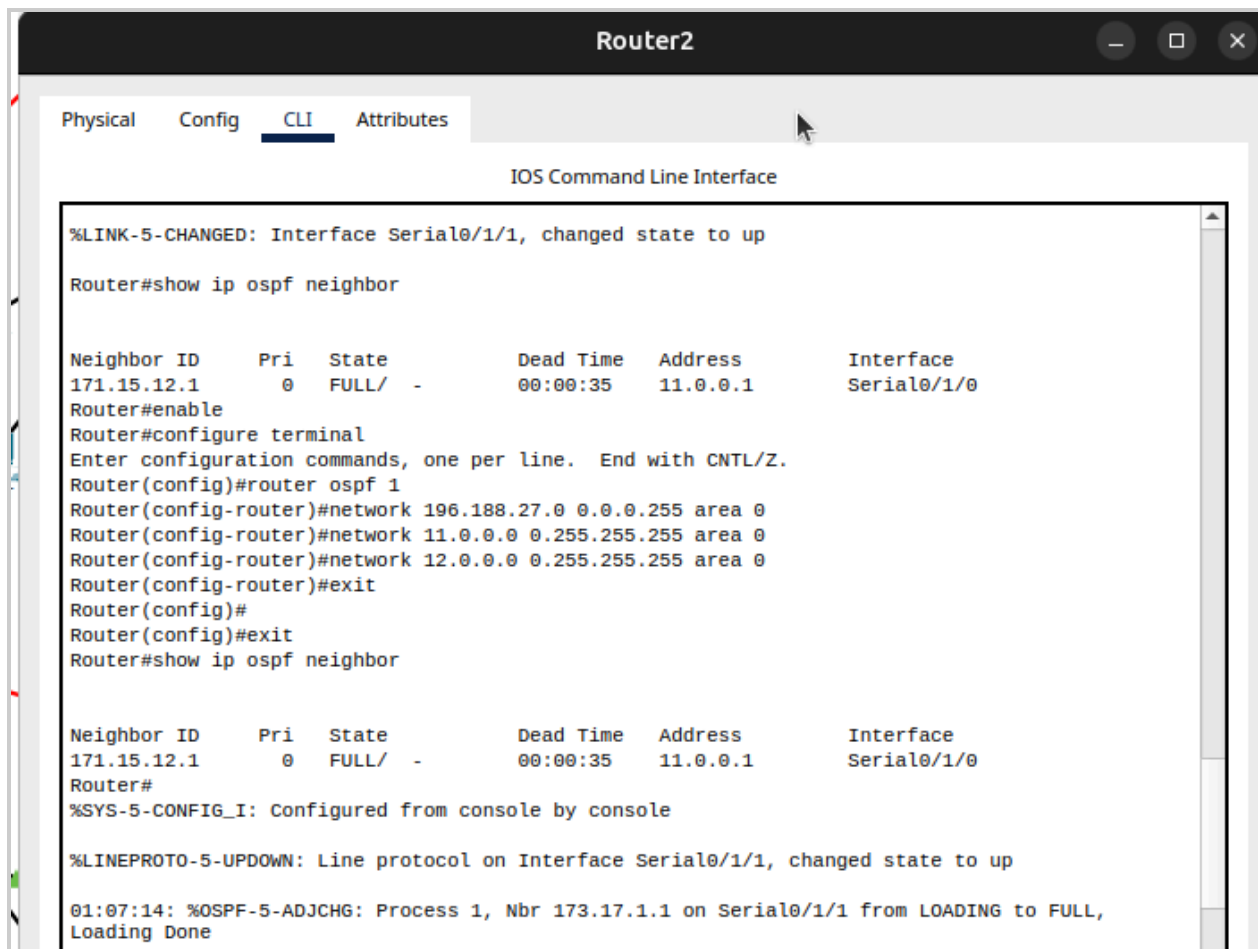 Router2
Physical Config CLI Attributes
IOS Command Line Interface
%LINK-5-CHANGED: Interface Serial0/1/1, changed state to up
Router#show ip ospf neighbor
Neighbor ID     Pri   State           Dead Time   Address         Interface
171.15.12.1       0   FULL/  -        00:00:35    11.0.0.1        Serial0/1/0
Router#enable
Router#configure terminal
Enter configuration commands, one per line.  End with CNTL/Z.
Router(config)#router ospf 1
Router(config-router)#network 196.188.27.0 0.0.0.255 area 0
Router(config-router)#network 11.0.0.0 0.255.255.255 area 0
Router(config-router)#network 12.0.0.0 0.255.255.255 area 0
Router(config-router)#exit
Router(config)#
Router(config)#exit
Router#show ip ospf neighbor
Neighbor ID     Pri   State           Dead Time   Address         Interface
171.15.12.1       0   FULL/  -        00:00:35    11.0.0.1        Serial0/1/0
Router#
%SYS-5-CONFIG_I: Configured from console by console
%LINEPROTO-5-UPDOWN: Line protocol on Interface Serial0/1/1, changed state to up
01:07:14: %OSPF-5-ADJCHG: Process 1, Nbr 173.17.1.1 on Serial0/1/1 from LOADING to FULL,
Loading Done